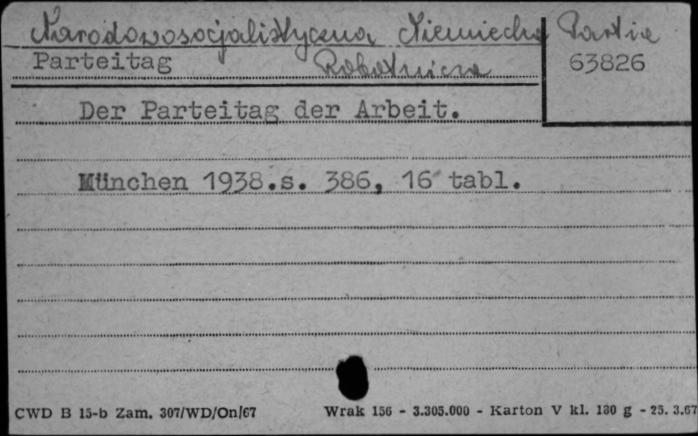 Narodowosocjalistyczna Niemiecka Partia
Parteitag Robotnicza 63826
Der Parteitag der Arbeit.
München 1938.s. 386, 16 tabl.
CWD B 15-b Zam. 307/WD/On/67 Wrak 156 - 3.305.000 - Karton V kl. 180 g - 25. 3.67